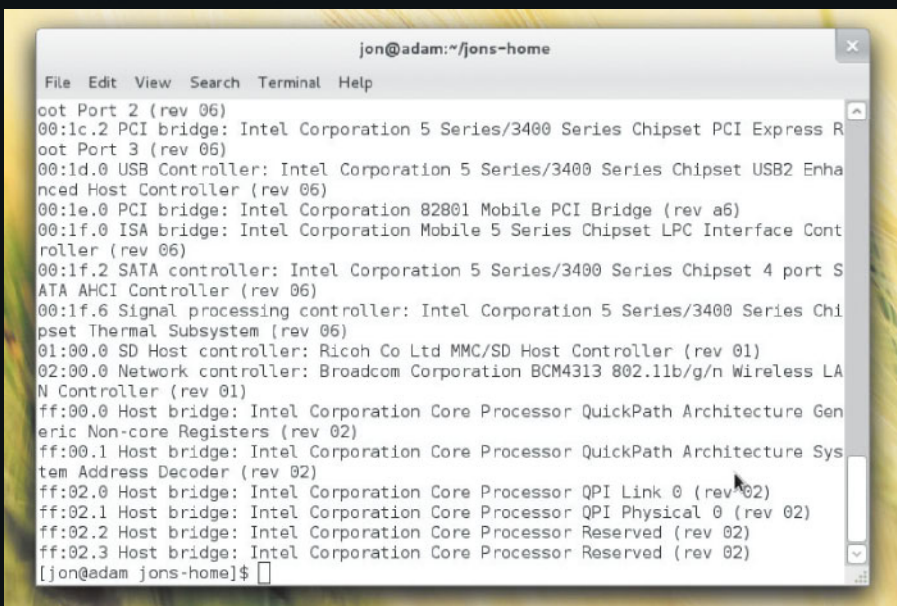 jon@adam:~/jons-home
File Edit View Search Terminal Help
oot Port 2 (rev 06)
00:1c.2 PCI bridge: Intel Corporation 5 Series/3400 Series Chipset PCI Express R
oot Port 3 (rev 06)
00:1d.0 USB Controller: Intel Corporation 5 Series/3400 Series Chipset USB2 Enha
nced Host Controller (rev 06)
00:1e.0 PCI bridge: Intel Corporation 82801 Mobile PCI Bridge (rev a6)
00:1f.0 ISA bridge: Intel Corporation Mobile 5 Series Chipset LPC Interface Cont
roller (rev 06)
00:1f.2 SATA controller: Intel Corporation 5 Series/3400 Series Chipset 4 port S
ATA AHCI Controller (rev 06)
00:1f.6 Signal processing controller: Intel Corporation 5 Series/3400 Series Chi
pset Thermal Subsystem (rev 06)
01:00.0 SD Host controller: Ricoh Co Ltd MMC/SD Host Controller (rev 01)
02:00.0 Network controller: Broadcom Corporation BCM4313 802.11b/g/n Wireless LA
N Controller (rev 01)
ff:00.0 Host bridge: Intel Corporation Core Processor QuickPath Architecture Gen
eric Non-core Registers (rev 02)
ff:00.1 Host bridge: Intel Corporation Core Processor QuickPath Architecture Sys
tem Address Decoder (rev 02)
ff:02.0 Host bridge: Intel Corporation Core Processor QPI Link 0 (rev 02)
ff:02.1 Host bridge: Intel Corporation Core Processor QPI Physical 0 (rev 02)
ff:02.2 Host bridge: Intel Corporation Core Processor Reserved (rev 02)
ff:02.3 Host bridge: Intel Corporation Core Processor Reserved (rev 02)
[jon@adam jons-home]$